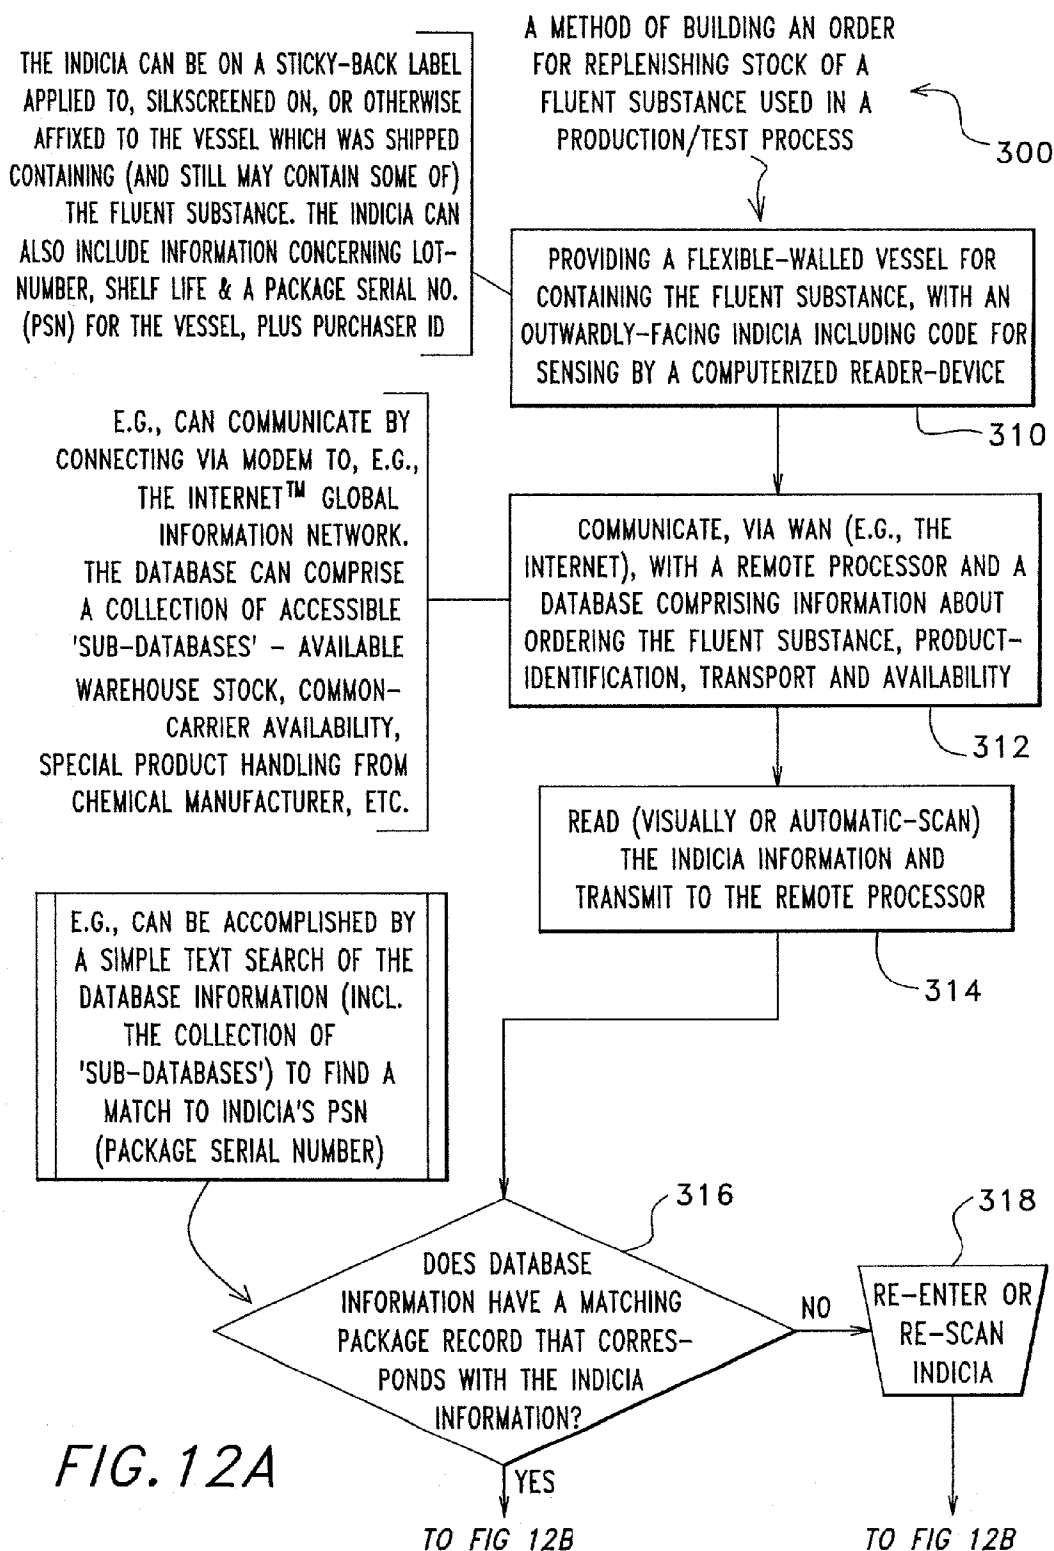 A METHOD OF BUILDING AN ORDER
FOR REPLENISHING STOCK OF A
FLUENT SUBSTANCE USED IN A
PRODUCTION/TEST PROCESS
300
THE INDICIA CAN BE ON A STICKY-BACK LABEL
APPLIED TO, SILKSCREENED ON, OR OTHERWISE
AFFIXED TO THE VESSEL WHICH WAS SHIPPED
CONTAINING (AND STILL MAY CONTAIN SOME OF)
THE FLUENT SUBSTANCE. THE INDICIA CAN
ALSO INCLUDE INFORMATION CONCERNING LOT-
NUMBER, SHELF LIFE & A PACKAGE SERIAL NO.
(PSN) FOR THE VESSEL, PLUS PURCHASER ID
PROVIDING A FLEXIBLE-WALLED VESSEL FOR
CONTAINING THE FLUENT SUBSTANCE, WITH AN
OUTWARDLY-FACING INDICIA INCLUDING CODE FOR
SENSING BY A COMPUTERIZED READER-DEVICE
310
E.G., CAN COMMUNICATE BY
CONNECTING VIA MODEM TO, E.G.,
THE INTERNET™ GLOBAL
INFORMATION NETWORK.
THE DATABASE CAN COMPRISE
A COLLECTION OF ACCESSIBLE
'SUB-DATABASES' - AVAILABLE
WAREHOUSE STOCK, COMMON-
CARRIER AVAILABILITY,
SPECIAL PRODUCT HANDLING FROM
CHEMICAL MANUFACTURER, ETC.
COMMUNICATE, VIA WAN (E.G., THE
INTERNET), WITH A REMOTE PROCESSOR AND A
DATABASE COMPRISING INFORMATION ABOUT
ORDERING THE FLUENT SUBSTANCE, PRODUCT-
IDENTIFICATION, TRANSPORT AND AVAILABILITY
312
READ (VISUALLY OR AUTOMATIC-SCAN)
THE INDICIA INFORMATION AND
TRANSMIT TO THE REMOTE PROCESSOR
314
E.G., CAN BE ACCOMPLISHED BY
A SIMPLE TEXT SEARCH OF THE
DATABASE INFORMATION (INCL.
THE COLLECTION OF
'SUB-DATABASES') TO FIND A
MATCH TO INDICIA'S PSN
(PACKAGE SERIAL NUMBER)
316
DOES DATABASE
INFORMATION HAVE A MATCHING
PACKAGE RECORD THAT CORRES-
PONDS WITH THE INDICIA
INFORMATION?
NO
318
RE-ENTER OR
RE-SCAN
INDICIA
FIG. 12A
YES
TO FIG 12B
TO FIG 12B